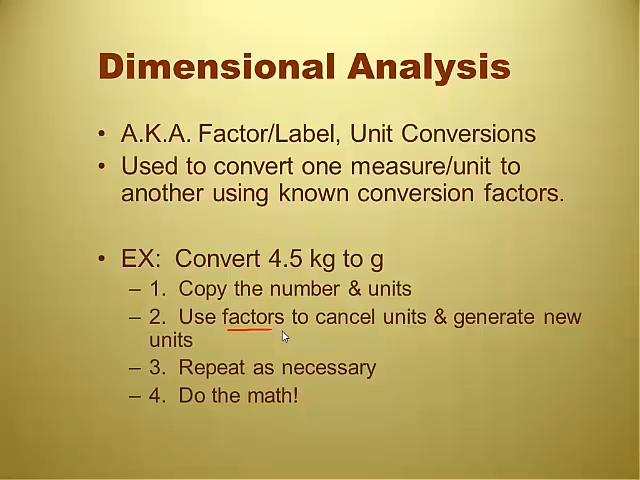 Dimensional Analysis
• A.K.A. Factor/Label, Unit Conversions
• Used to convert one measure/unit to
another using known conversion factors.
• EX:  Convert 4.5 kg to g
– 1.  Copy the number & units
– 2.  Use factors to cancel units & generate new
units
– 3.  Repeat as necessary
– 4.  Do the math!